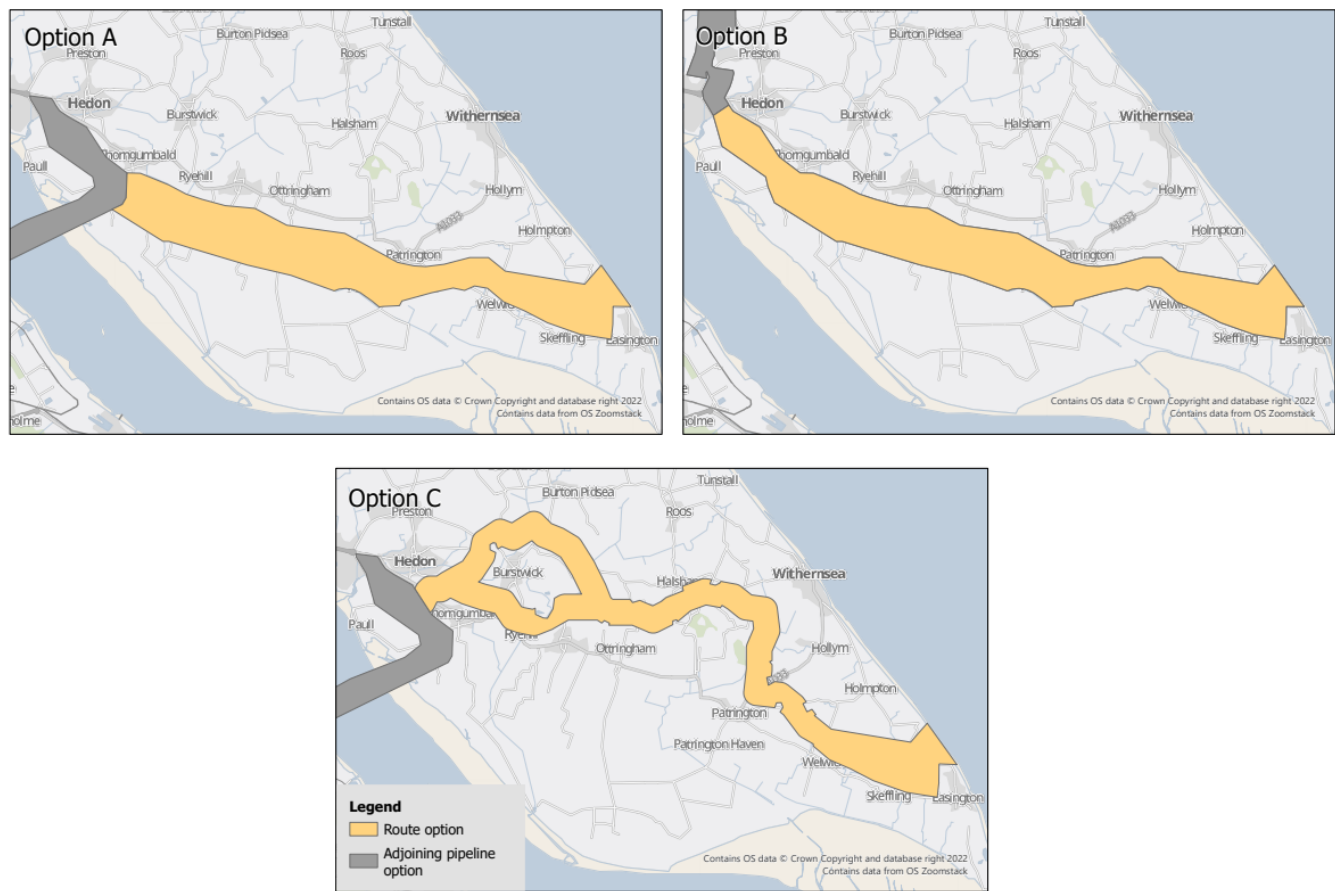 Option A
Tunstall
Burton Pidsea
Preston
Roos
Hedon
Burstwick
Withernsea
Halsham
Paull
Thorngumbald
Ryehill
Ottringham
Hollym
A1033
Holmpton
Patrington
Welwic
Skeffling
Easington
Contains OS data © Crown Copyright and database right 2022
Contains data from OS Zoomstack
olme
Option B
Tunstall
Burton Pidsea
Preston
Roos
Hedon
Burstwick
Withernsea
Halsham
Paull
Thorngumbald
Ryehill
Ottringham
Hollym
A1033
Holmpton
Patrington
Welwic
Skeffling
Easington
Contains OS data © Crown Copyright and database right 2022
Contains data from OS Zoomstack
olme
Option C
Tunstall
Burton Pidsea
Preston
Roos
Hedon
Burstwick
Withernsea
Halsham
Paull
Ottringham
Hollym
Holmpton
Patrington
Patrington Haven
Skeffling
Easington
Legend
Route option
Adjoining pipeline
option
Contains OS data © Crown Copyright and database right 2022
Contains data from OS Zoomstack